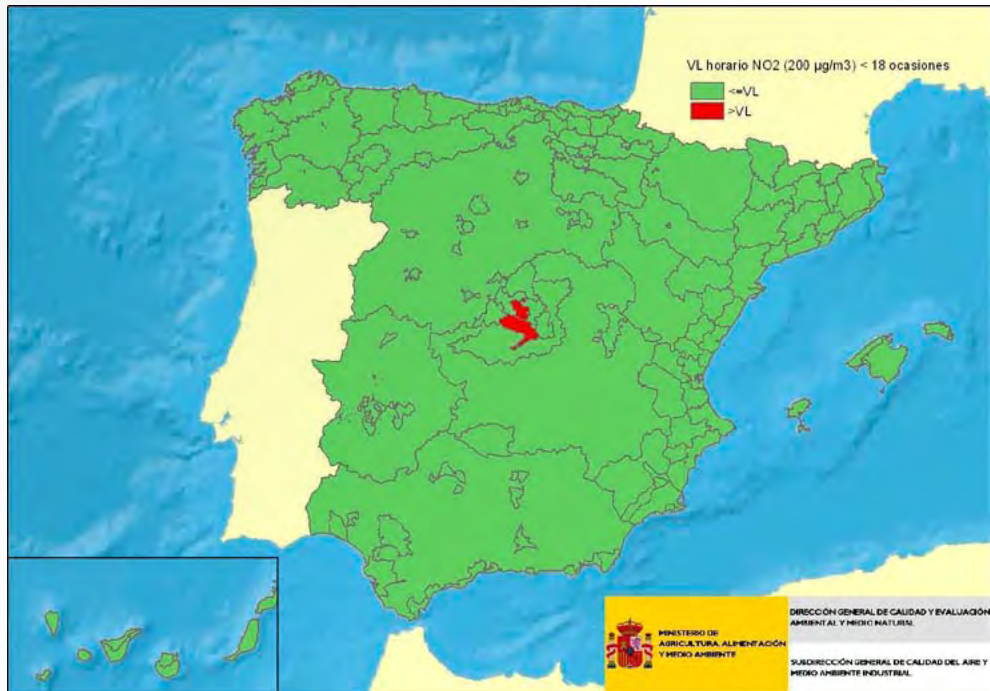 VL horario NO2 (200 µg/m3) < 18 ocasiones
<=VL
>VL
MINISTERIO DE
AGRICULTURA, ALIMENTACIÓN
Y MEDIO AMBIENTE
DIRECCIÓN GENERAL DE CALIDAD Y EVALUACIÓN
AMBIENTAL Y MEDIO NATURAL
SUBDIRECCIÓN GENERAL DE CALIDAD DEL AIRE Y
MEDIO AMBIENTE INDUSTRIAL